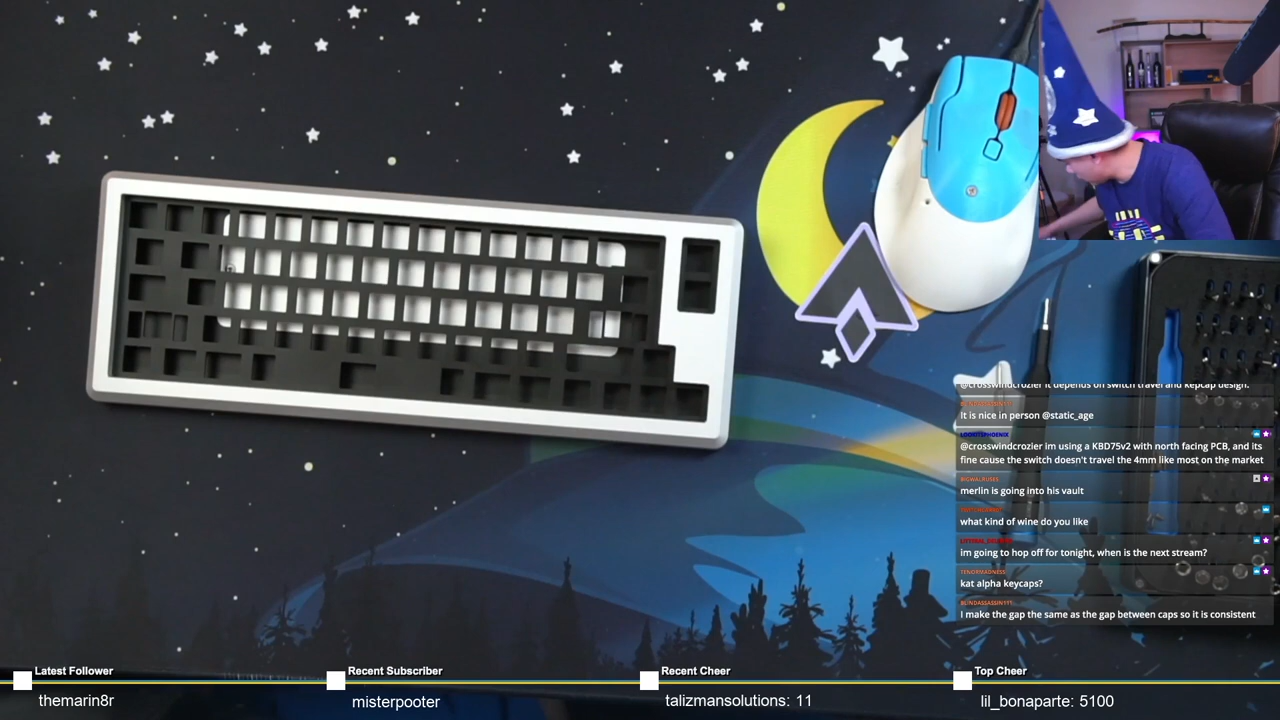 @crosswindcrozier it depends on switch travel and kepcap design.
It is nice in person @static_age
@crosswindcrozier im using a KBD75v2 with north facing PCB, and its
fine cause the switch doesn't travel the 4mm like most on the market
BIGWALRUSES
merlin is going into his vault
what kind of wine do you like
im going to hop off for tonight, when is the next stream?
TENORMADNESS
kat alpha keycaps?
BLINDASSASSIN111
I make the gap the same as the gap between caps so it is consistent
Latest Follower
themarin8r
Recent Subscriber
misterpooter
Recent Cheer
talizmansolutions: 11
Top Cheer
lil_bonaparte: 5100